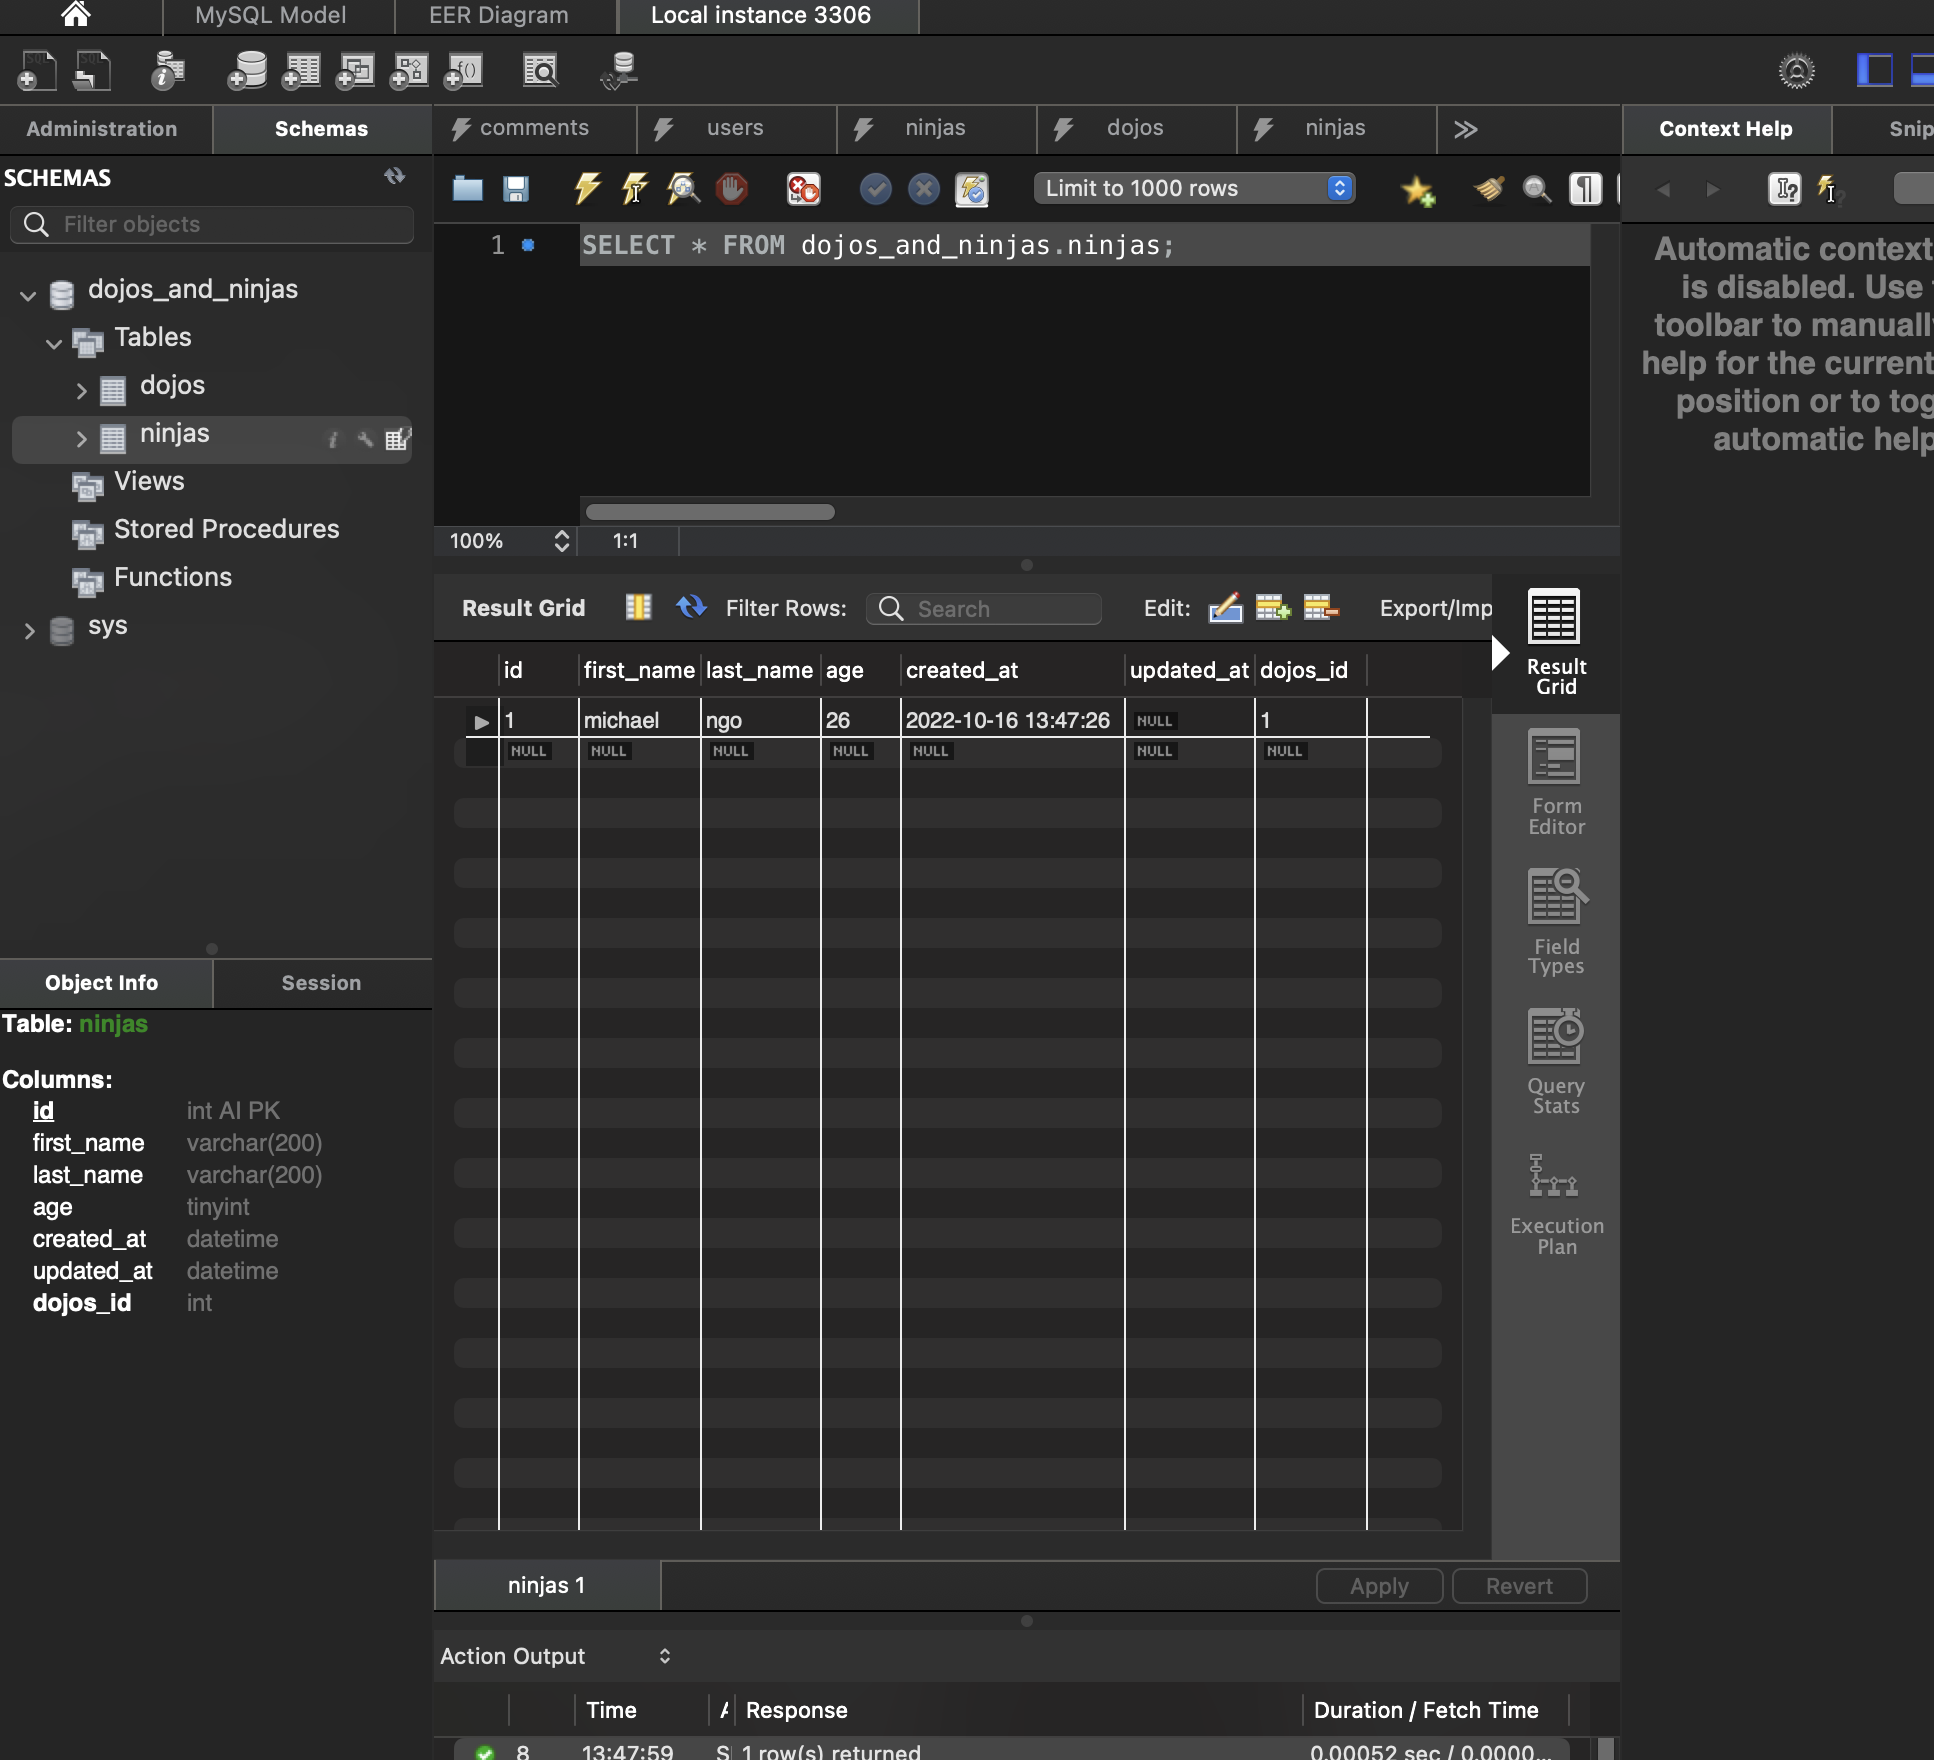 MySQL Model
EER Diagram
Local instance 3306
Administration
Schemas
comments
users
ninjas
dojos
ninjas
Context Help
SCHEMAS
Filter objects
Limit to 1000 rows
1
SELECT * FROM dojos_and_ninjas.ninjas;
Automatic context
is disabled. Use
toolbar to manuall
help for the current
position or to tog
automatic help
dojos_and_ninjas
Tables
dojos
ninjas
Views
Stored Procedures
Functions
sys
100%
1:1
Result Grid
Filter Rows:
Search
Edit:
Export/Imp
id first_name last_name age created_at updated_at dojos_id
1 michael ngo 26 2022-10-16 13:47:26 NULL 1
NULL NULL NULL NULL NULL NULL NULL
Result
Grid
Form
Editor
Field
Types
Query
Stats
Execution
Plan
Object Info
Session
Table: ninjas
Columns:
id int AI PK
first_name varchar(200)
last_name varchar(200)
age tinyint
created_at datetime
updated_at datetime
dojos_id int
ninjas 1
Apply
Revert
Action Output
Time
Response
Duration / Fetch Time
8 13:47:59 S 1 row(s) returned 0.00052 sec / 0.0000...